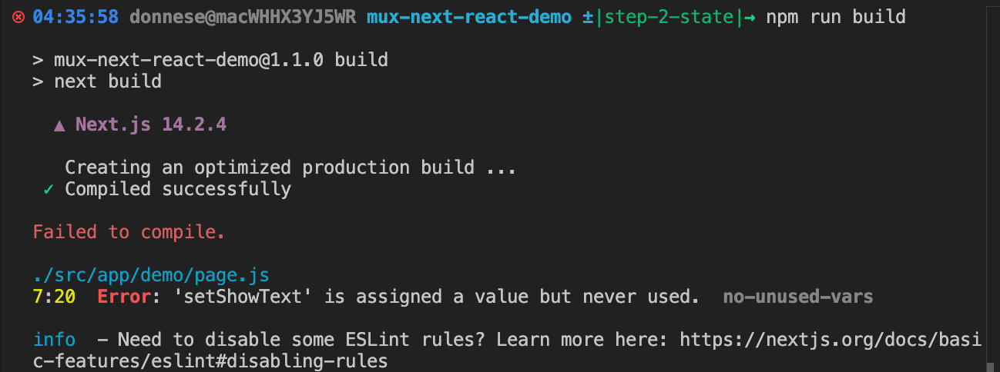 ⊗ 04:35:58 donnese@macWHHX3YJ5WR mux-next-react-demo ±|step-2-state|→ npm run build
> mux-next-react-demo@1.1.0 build
> next build
▲ Next.js 14.2.4
Creating an optimized production build ...
✓ Compiled successfully
Failed to compile.
./src/app/demo/page.js
7:20  Error: 'setShowText' is assigned a value but never used.  no-unused-vars
info  - Need to disable some ESLint rules? Learn more here: https://nextjs.org/docs/basi
c-features/eslint#disabling-rules